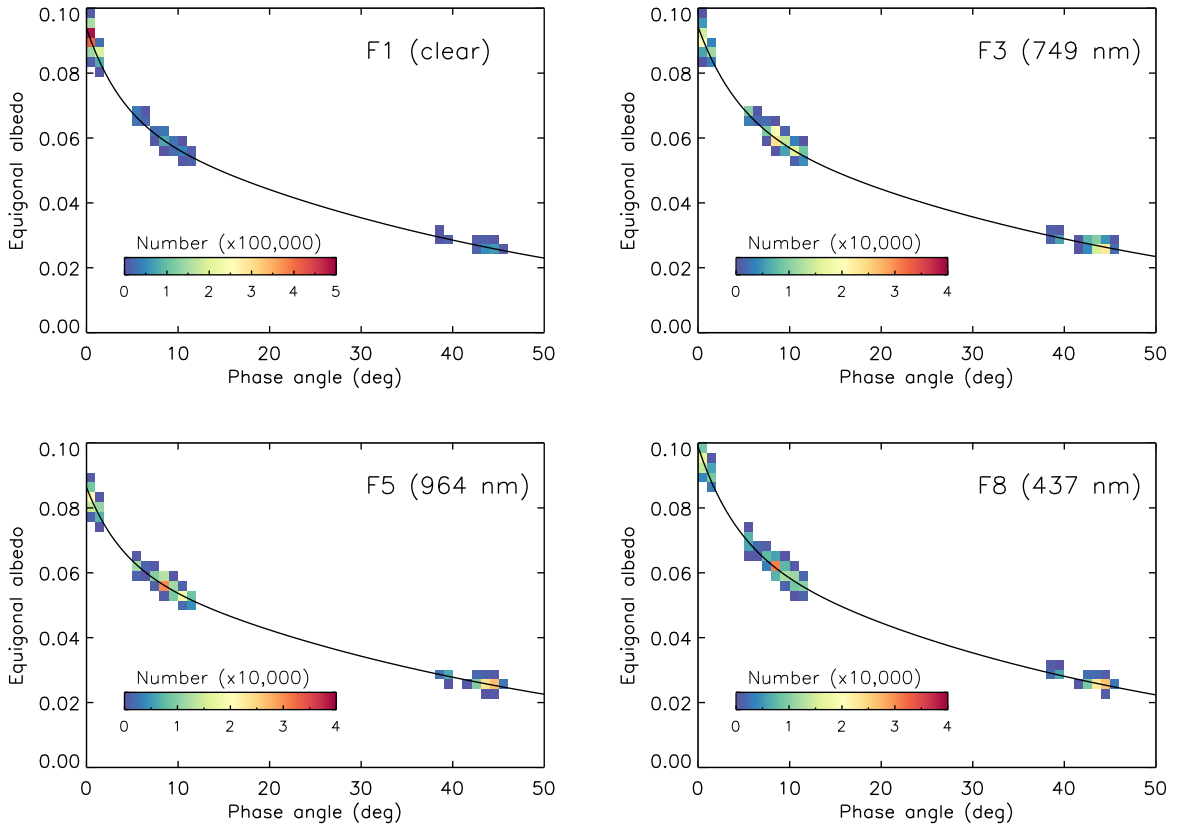 0.10
0.08
0.06
0.04
0.02
0.00
Equigonal albedo
F1 (clear)
Number (x100,000)
0 1 2 3 4 5
0 10 20 30 40 50
Phase angle (deg)
0.10
0.08
0.06
0.04
0.02
0.00
Equigonal albedo
F3 (749 nm)
Number (x10,000)
0 1 2 3 4
0 10 20 30 40 50
Phase angle (deg)
0.10
0.08
0.06
0.04
0.02
0.00
Equigonal albedo
F5 (964 nm)
Number (x10,000)
0 1 2 3 4
0 10 20 30 40 50
Phase angle (deg)
0.10
0.08
0.06
0.04
0.02
0.00
Equigonal albedo
F8 (437 nm)
Number (x10,000)
0 1 2 3 4
0 10 20 30 40 50
Phase angle (deg)